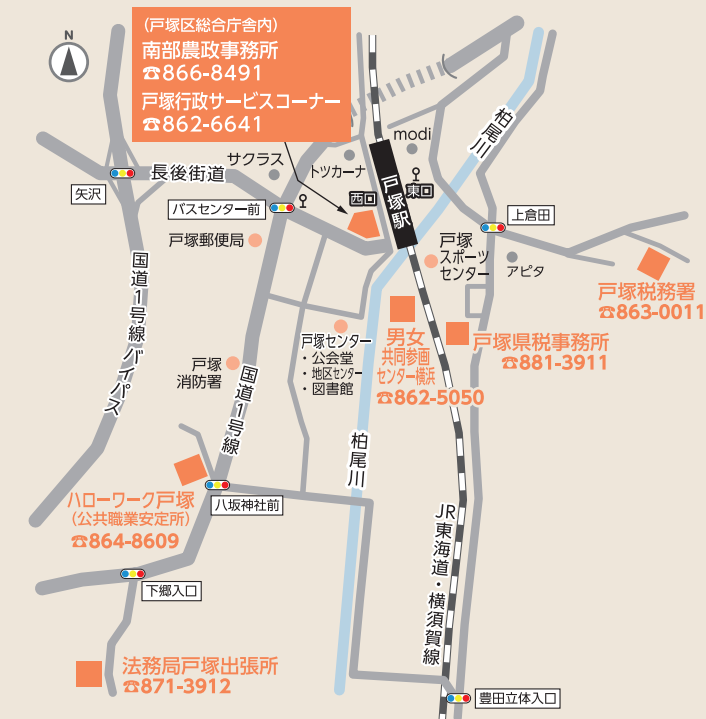 N
(戸塚区総合庁舎内)
南部農政事務所
☎866-8491
戸塚行政サービスコーナー
☎862-6641
modi
柏尾川
サクラス
トツカーナ
長後街道
矢沢
バスセンター前
西口
戸塚駅
東口
上倉田
戸塚郵便局
戸塚
スポーツ
センター
アピタ
戸塚税務署
☎863-0011
国道1号線バイパス
戸塚センター
・公会堂
・地区センター
・図書館
男女
共同参画
センター横浜
☎862-5050
戸塚県税事務所
☎881-3911
戸塚
消防署
国道1号線
柏尾川
ハローワーク戸塚
(公共職業安定所)
☎864-8609
八坂神社前
JR東海道・横須賀線
下郷入口
法務局戸塚出張所
☎871-3912
豊田立体入口